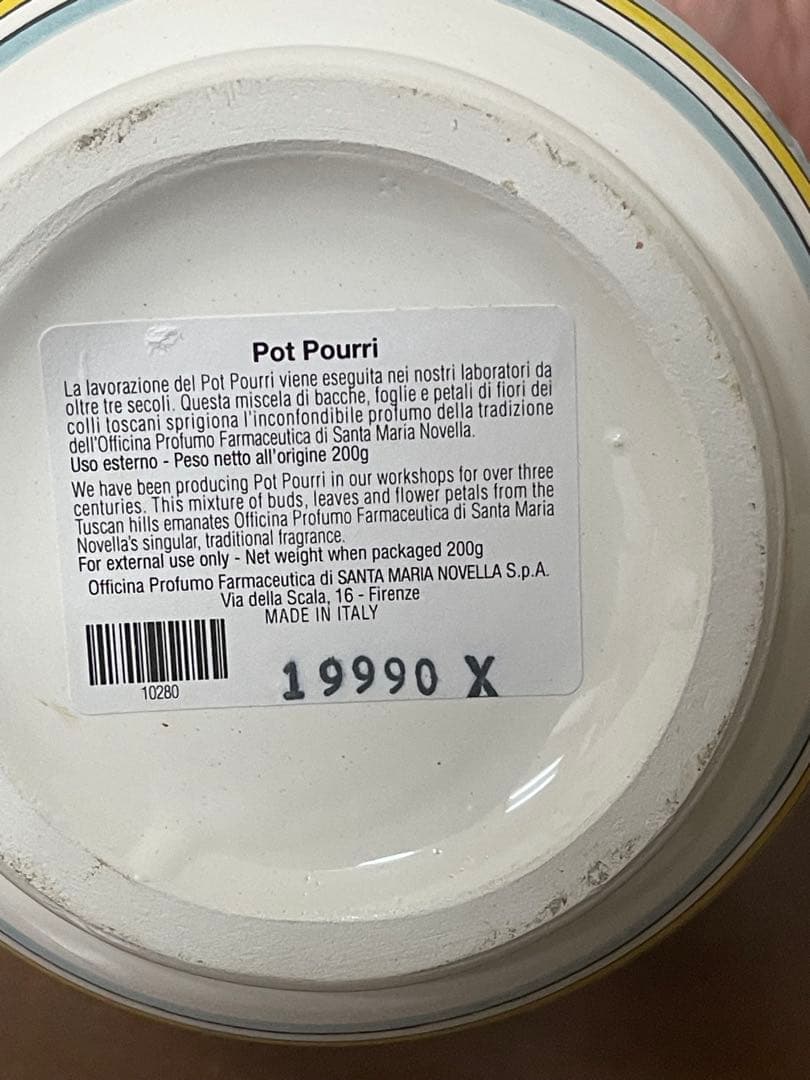 Pot Pourri
La lavorazione del Pot Pourri viene eseguita nei nostri laboratori da
oltre tre secoli. Questa miscela di bacche, foglie e petali di fiori dei
colli toscani sprigiona l'inconfondibile profumo della tradizione
dell'Officina Profumo Farmaceutica di Santa Maria Novella.
Uso esterno - Peso netto all'origine 200g
We have been producing Pot Pourri in our workshops for over three
centuries. This mixture of buds, leaves and flower petals from the
Tuscan hills emanates Officina Profumo Farmaceutica di Santa Maria
Novella's singular, traditional fragrance.
For external use only - Net weight when packaged 200g
Officina Profumo Farmaceutica di SANTA MARIA NOVELLA S.p.A.
Via della Scala, 16 - Firenze
MADE IN ITALY
10280
19990 X